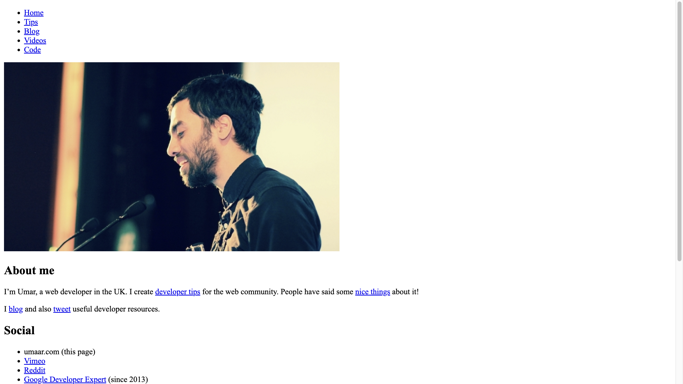 Home
Tips
Blog
Videos
Code
About me
I'm Umar, a web developer in the UK. I create developer tips for the web community. People have said some nice things about it!
I blog and also tweet useful developer resources.
Social
umaar.com (this page)
Vimeo
Reddit
Google Developer Expert (since 2013)